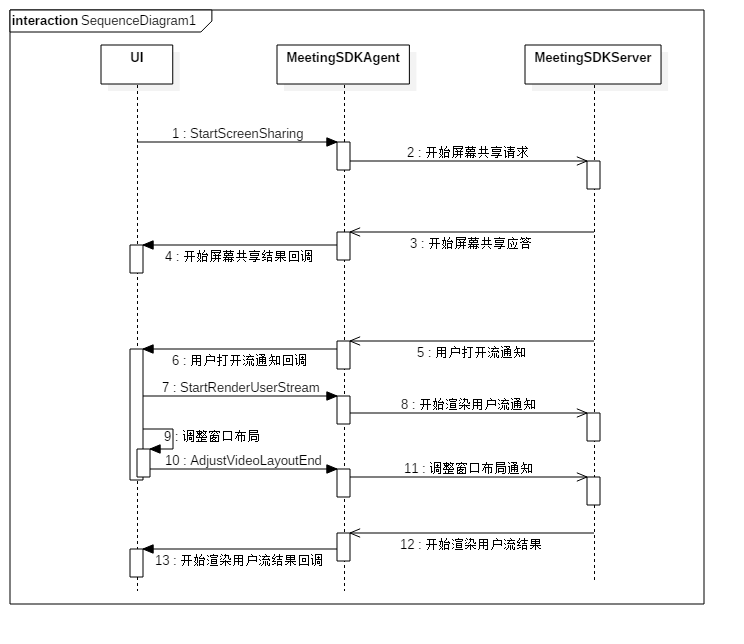 interaction SequenceDiagram1
UI
MeetingSDKAgent
MeetingSDKServer
1 : StartScreenSharing
2 : 开始屏幕共享请求
3 : 开始屏幕共享应答
4 : 开始屏幕共享结果回调
5 : 用户打开流通知
6 : 用户打开流通知回调
7 : StartRenderUserStream
8 : 开始渲染用户流通知
9 : 调整窗口布局
10 : AdjustVideoLayoutEnd
11 : 调整窗口布局通知
12 : 开始渲染用户流结果
13 : 开始渲染用户流结果回调